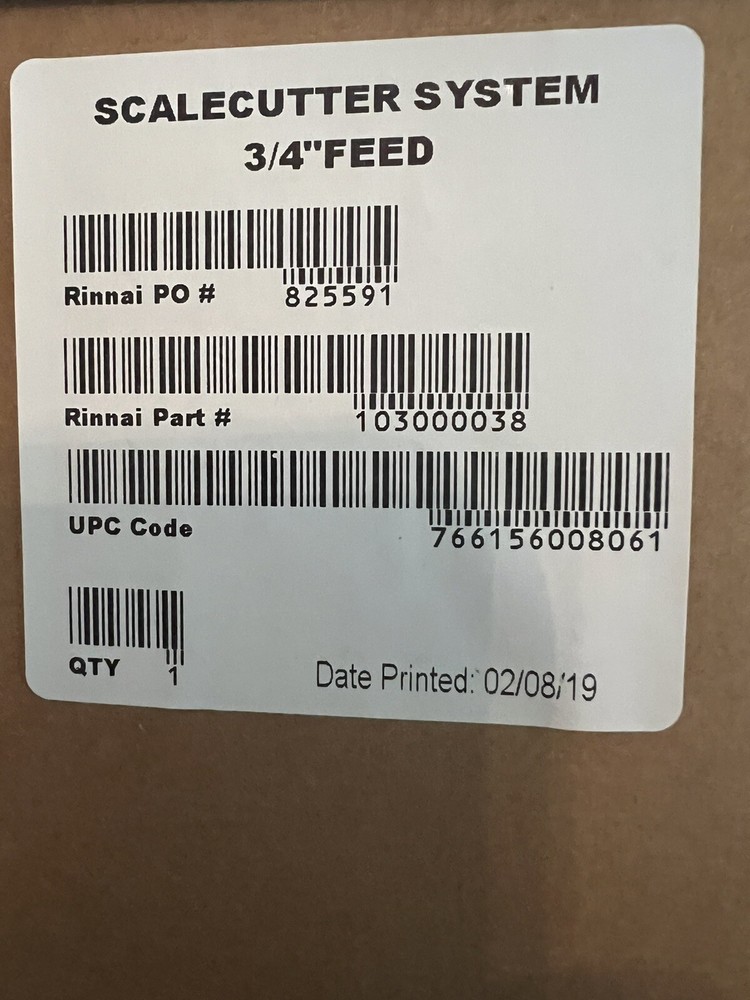 SCALECUTTER SYSTEM
3/4"FEED
Rinnai PO # 825591
Rinnai Part # 103000038
UPC Code 766156008061
QTY 1
Date Printed: 02/08/19